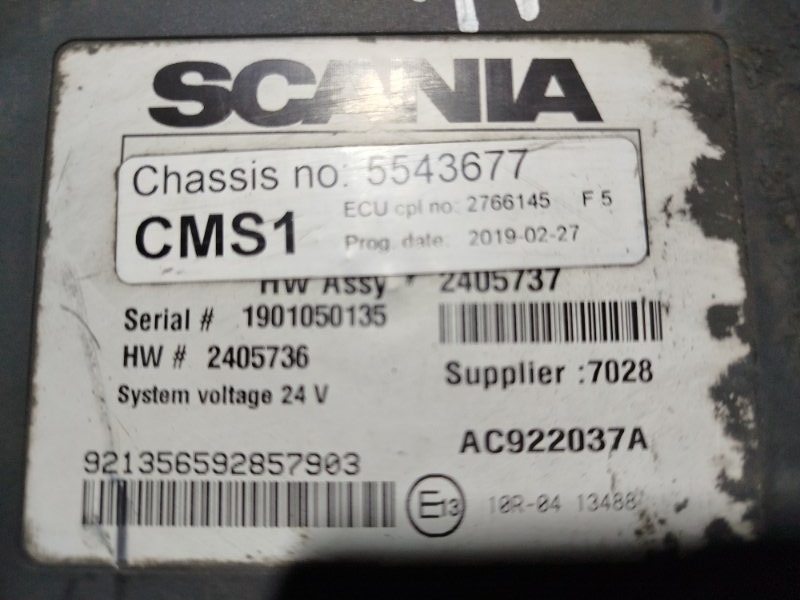 SCANIA
Chassis no: 5543677
ECU cpl no: 2766145 F 5
CMS1
Prog. date: 2019-02-27
HW Assy # 2405737
Serial # 1901050135
HW # 2405736
Supplier :7028
System voltage 24 V
AC922037A
921356592857903
E13 10R-04 13488